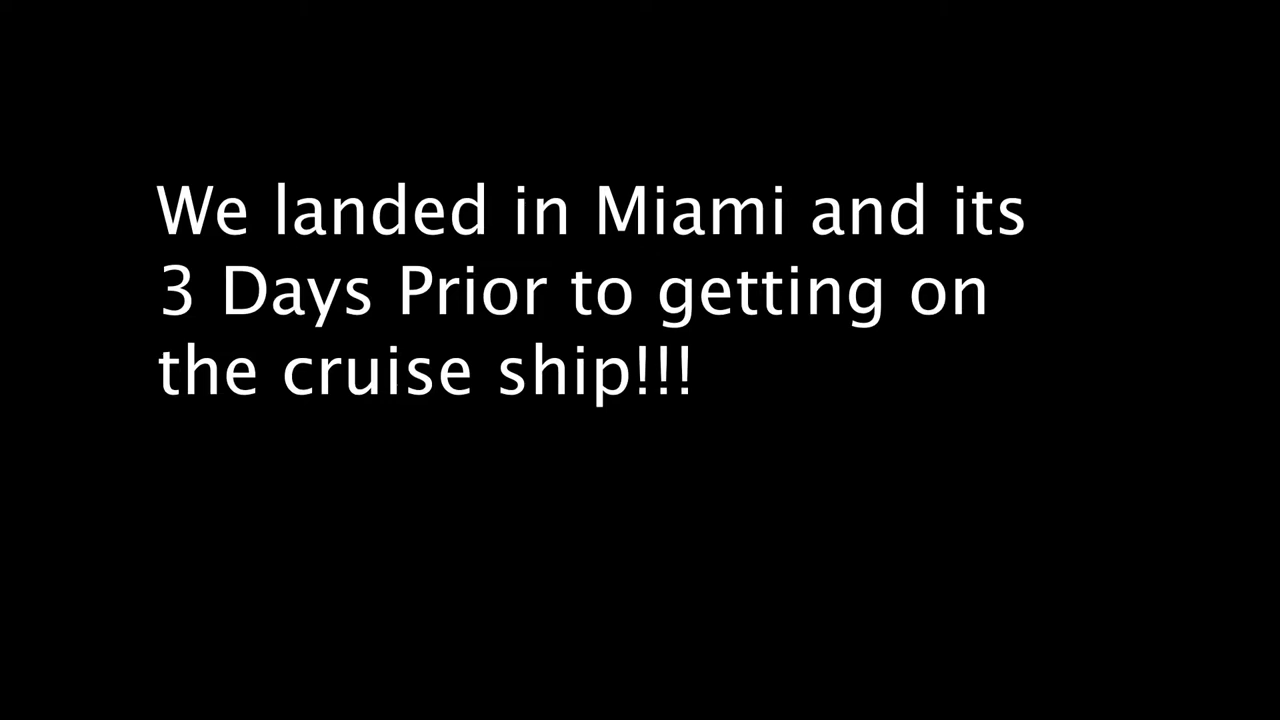 We landed in Miami and its
3 Days Prior to getting on
the cruise ship!!!